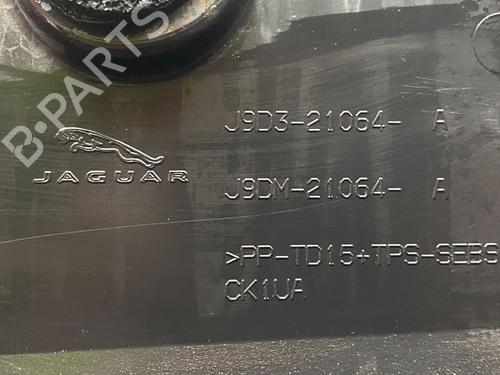 B-PARTS
J9D3-21064- A
JAGUAR
J9DM-21064- A
>PP-TD15+TPS-SEBS
CK1UA